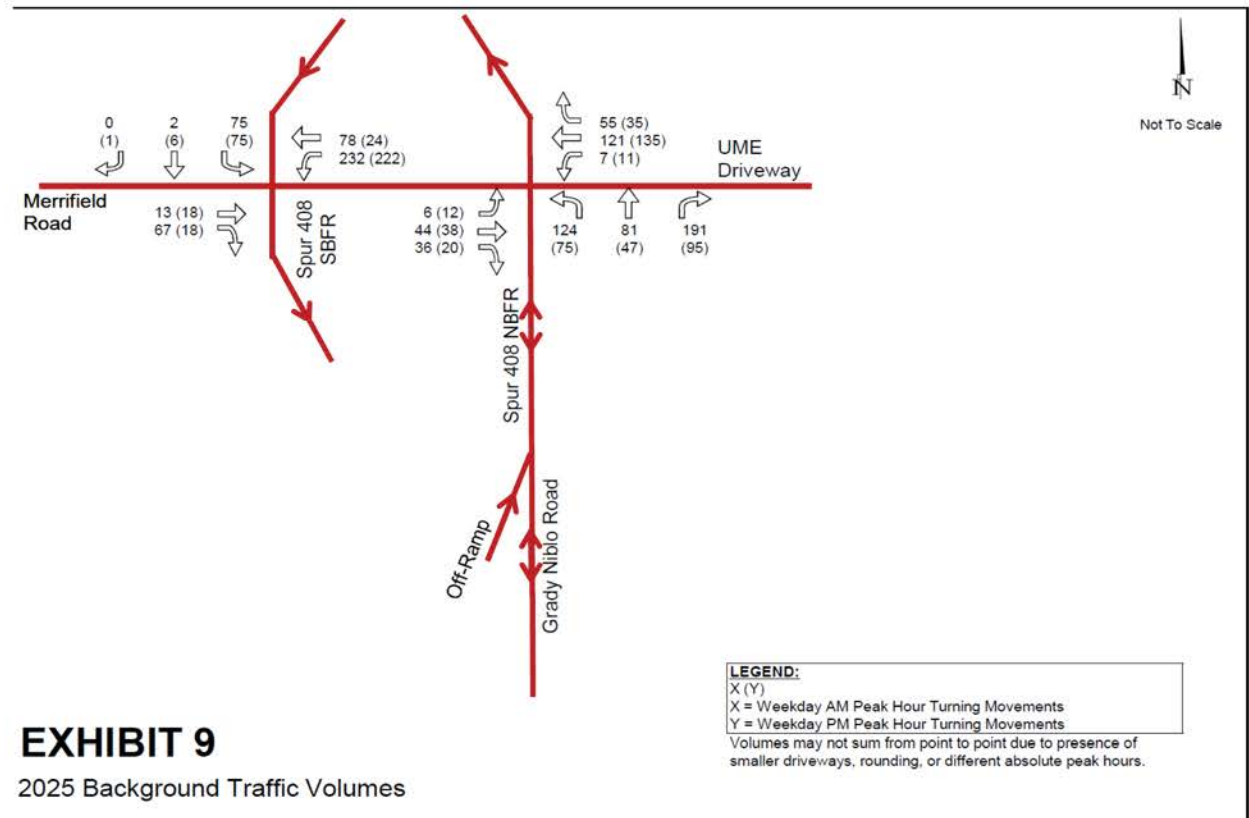 N
Not To Scale
0
(1)
2
(6)
75
(75)
78 (24)
232 (222)
55 (35)
121 (135)
7 (11)
UME
Driveway
Merrifield
Road
13 (18)
67 (18)
Spur 408
SBFR
6 (12)
44 (38)
36 (20)
124
(75)
81
(47)
191
(95)
Spur 408 NBFR
Off-Ramp
Grady Niblo Road
LEGEND:
X (Y)
X = Weekday AM Peak Hour Turning Movements
Y = Weekday PM Peak Hour Turning Movements
Volumes may not sum from point to point due to presence of
smaller driveways, rounding, or different absolute peak hours.
EXHIBIT 9
2025 Background Traffic Volumes